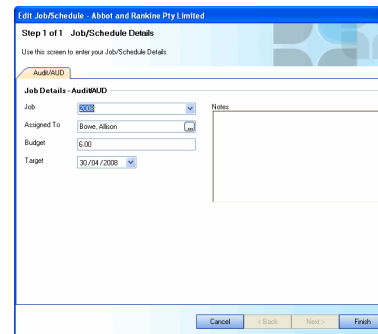 Edit Job/Schedule - Abbot and Rankine Pty Limited
Step 1 of 1 Job/Schedule Details
Use this screen to enter your Job/Schedule Details
Audit/AUD
Job Details - Audit/AUD
Job 2008
Notes
Assigned To Bowe, Allison ...
Budget 6.00
Target 30/04/2008
Cancel < Back Next > Finish